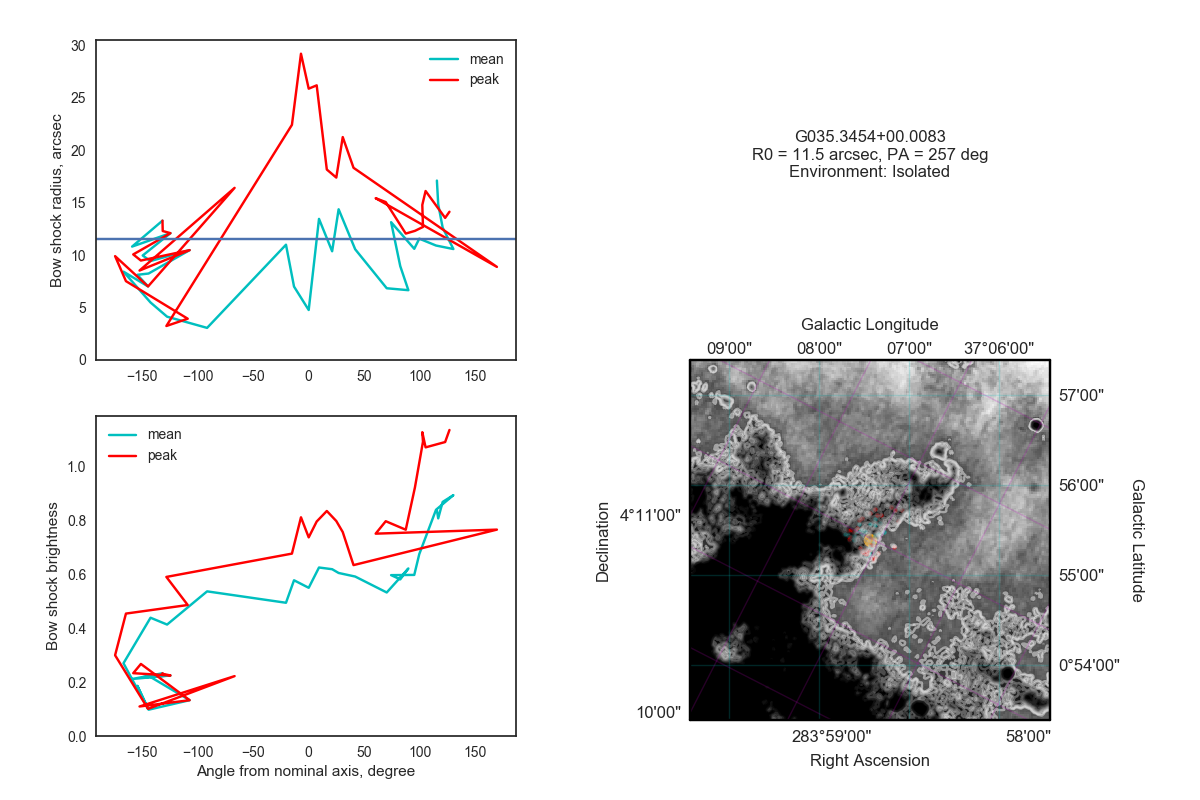 30
25
20
15
10
5
0
Bow shock radius, arcsec
mean
peak
−150 −100 −50 0 50 100 150
1.0
0.8
0.6
0.4
0.2
0.0
Bow shock brightness
mean
peak
−150 −100 −50 0 50 100 150
Angle from nominal axis, degree
G035.3454+00.0083
R0 = 11.5 arcsec, PA = 257 deg
Environment: Isolated
Galactic Longitude
09'00" 08'00" 07'00" 37°06'00"
57'00"
56'00"
55'00"
0°54'00"
Galactic Latitude
4°11'00"
10'00"
Declination
283°59'00" 58'00"
Right Ascension